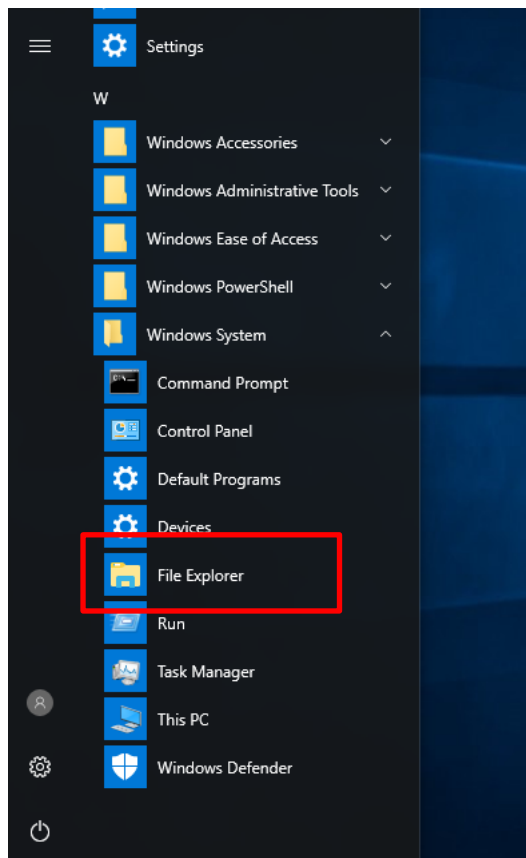 Settings
W
Windows Accessories
Windows Administrative Tools
Windows Ease of Access
Windows PowerShell
Windows System
Command Prompt
Control Panel
Default Programs
Devices
File Explorer
Run
Task Manager
This PC
Windows Defender